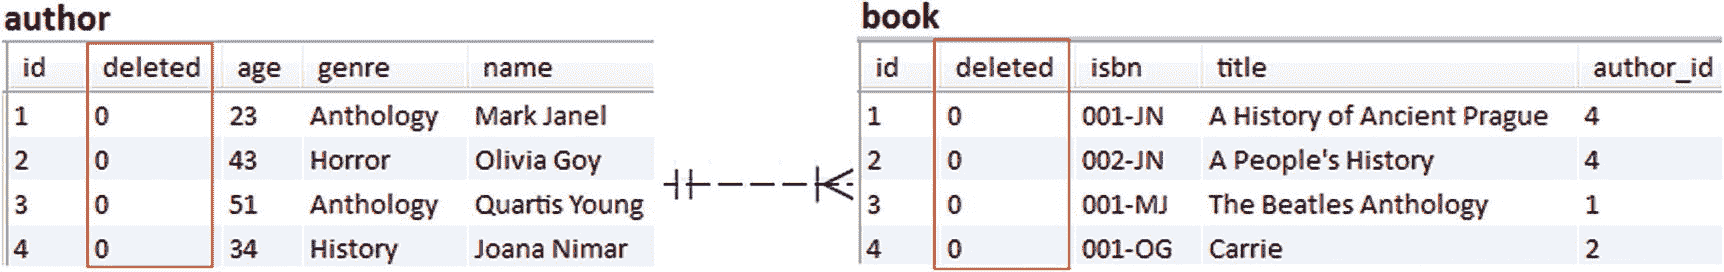 author
id deleted age genre name
1 0 23 Anthology Mark Janel
2 0 43 Horror Olivia Goy
3 0 51 Anthology Quartis Young
4 0 34 History Joana Nimar
book
id deleted isbn title author_id
1 0 001-JN A History of Ancient Prague 4
2 0 002-JN A People's History 4
3 0 001-MJ The Beatles Anthology 1
4 0 001-OG Carrie 2